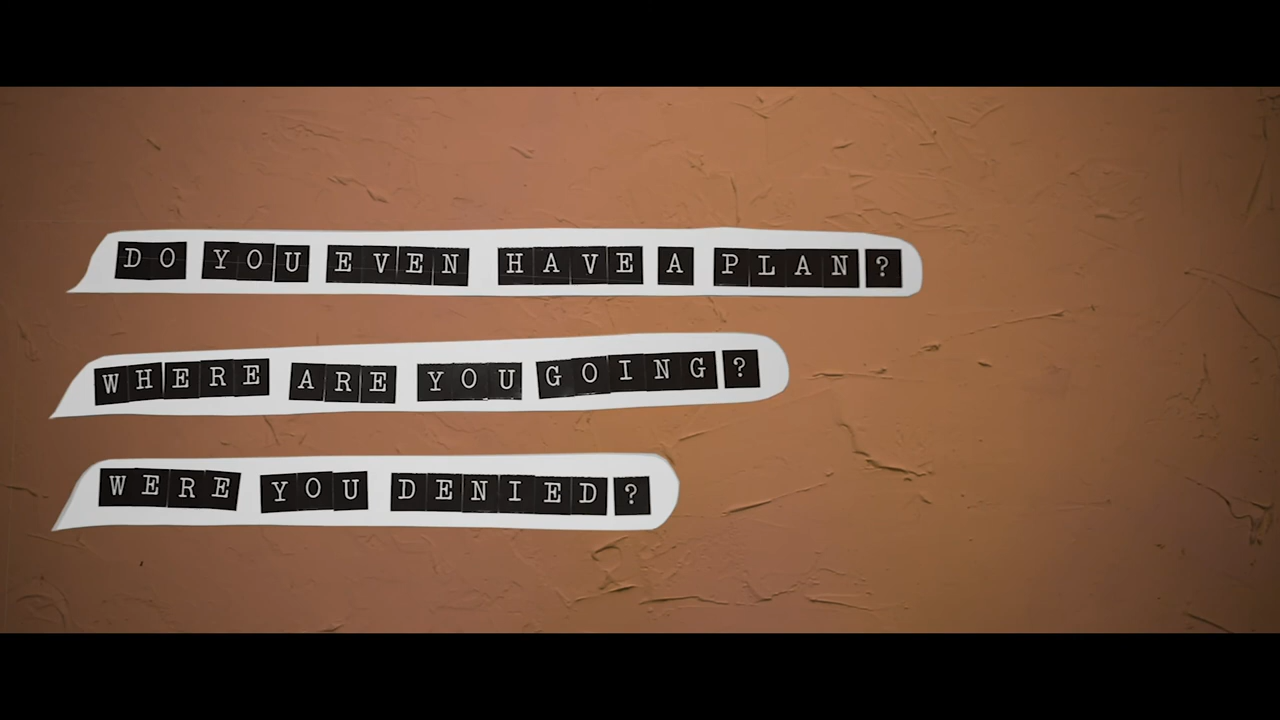 DO YOU EVEN HAVE A PLAN?
WHERE ARE YOU GOING?
WERE YOU DENIED?